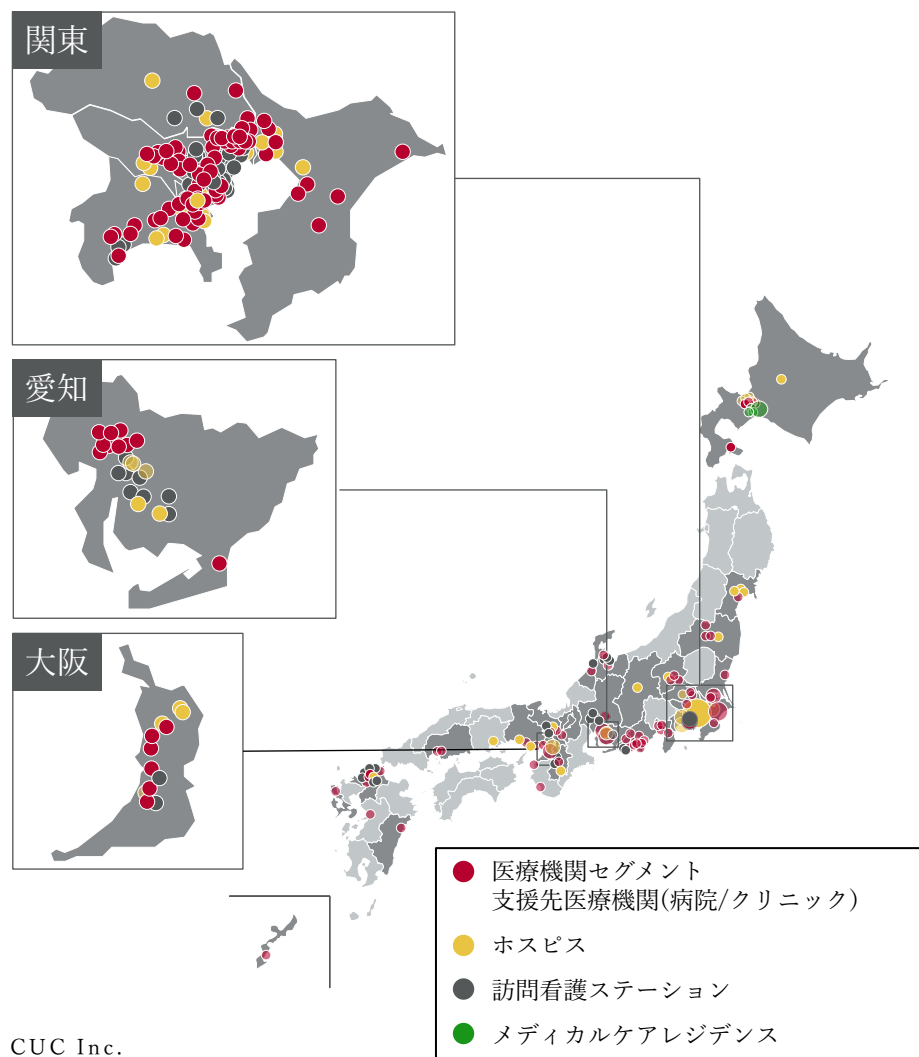 関東
愛知
大阪
医療機関セグメント
支援先医療機関(病院/クリニック)
ホスピス
訪問看護ステーション
メディカルケアレジデンス
CUC Inc.